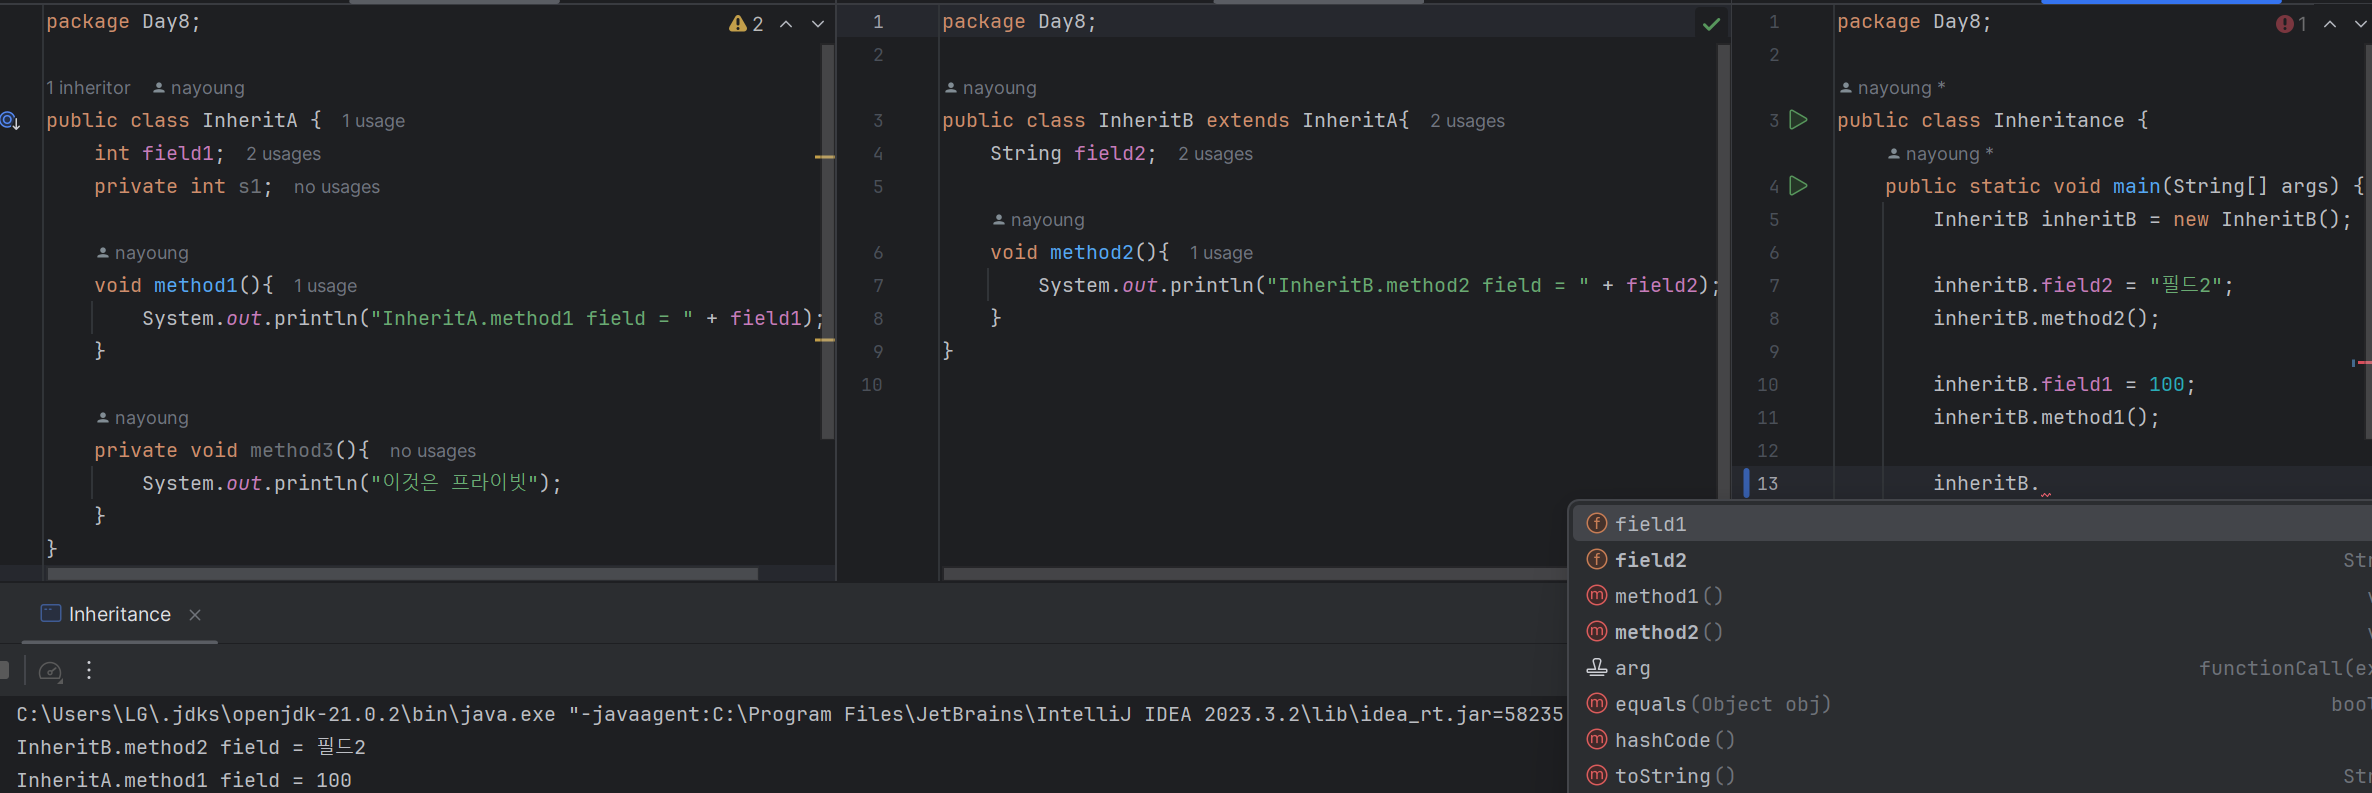 package Day8;
2
1 inheritor nayoung
public class InheritA { 1 usage
int field1; 2 usages
private int s1; no usages
nayoung
void method1(){ 1 usage
System.out.println("InheritA.method1 field = " + field1);
}
nayoung
private void method3(){ no usages
System.out.println("이것은 프라이빗");
}
}
1 package Day8;
2
nayoung
3 public class InheritB extends InheritA{ 2 usages
4 String field2; 2 usages
5
nayoung
6 void method2(){ 1 usage
7 System.out.println("InheritB.method2 field = " + field2);
8 }
9 }
10
1 package Day8;
1
2
nayoung *
3 public class Inheritance {
nayoung *
4 public static void main(String[] args) {
5 InheritB inheritB = new InheritB();
6
7 inheritB.field2 = "필드2";
8 inheritB.method2();
9
10 inheritB.field1 = 100;
11 inheritB.method1();
12
13 inheritB.
f field1
f field2
m method1()
m method2()
arg
m equals(Object obj)
m hashCode()
m toString()
functionCall(
Inheritance
C:\Users\LG\.jdks\openjdk-21.0.2\bin\java.exe "-javaagent:C:\Program Files\JetBrains\IntelliJ IDEA 2023.3.2\lib\idea_rt.jar=58235
InheritB.method2 field = 필드2
InheritA.method1 field = 100